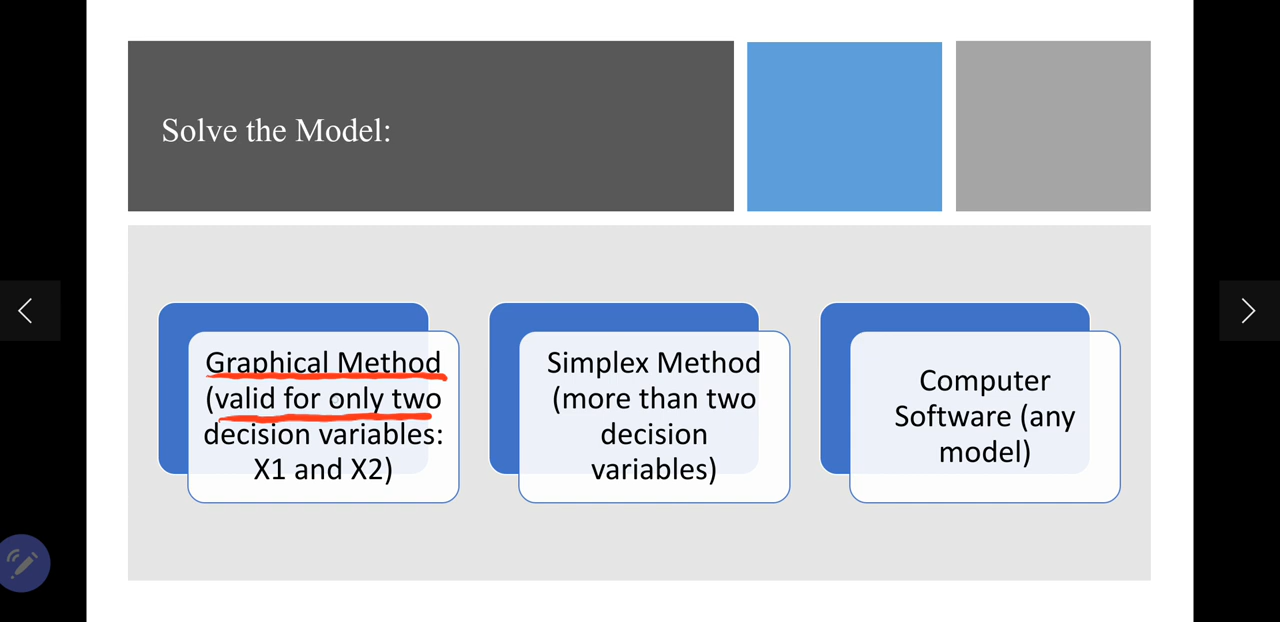 Solve the Model:
Graphical Method
(valid for only two
decision variables:
X1 and X2)
Simplex Method
(more than two
decision
variables)
Computer
Software (any
model)